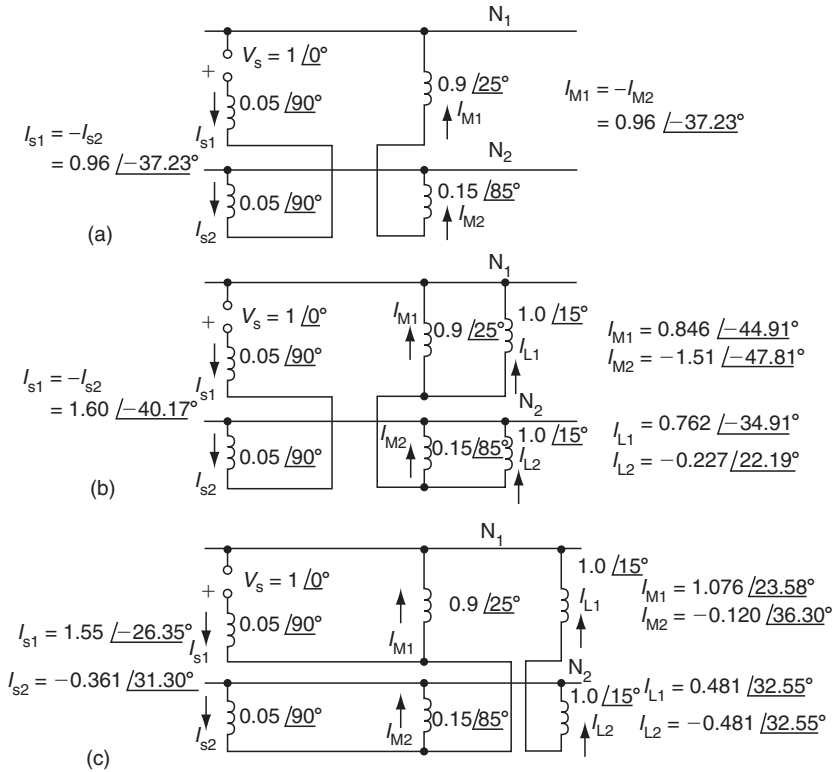 N1
Vs = 1 /0°
+
0.05 /90°
Is1
0.9 /25°
IM1
IM1 = –IM2
= 0.96 /–37.23°
Is1 = –Is2
= 0.96 /–37.23°
N2
0.05 /90°
Is2
0.15 /85°
IM2
(a)
N1
Vs = 1 /0°
+
0.05 /90°
Is1
IM1
0.9 /25°
1.0 /15°
IL1
IM1 = 0.846 /–44.91°
IM2 = –1.51 /–47.81°
Is1 = –Is2
= 1.60 /–40.17°
N2
0.05 /90°
Is2
IM2
0.15/85°
1.0 /15°
IL2
IL1 = 0.762 /–34.91°
IL2 = –0.227/22.19°
(b)
N1
Vs = 1 /0°
+
0.05 /90°
Is1
0.9 /25°
IM1
1.0 /15°
IL1
IM1 = 1.076 /23.58°
IM2 = –0.120 /36.30°
Is1 = 1.55 /–26.35°
Is2 = –0.361 /31.30°
N2
0.05 /90°
Is2
IM2
0.15/85°
1.0 /15°
IL2
IL1 = 0.481 /32.55°
IL2 = –0.481 /32.55°
(c)